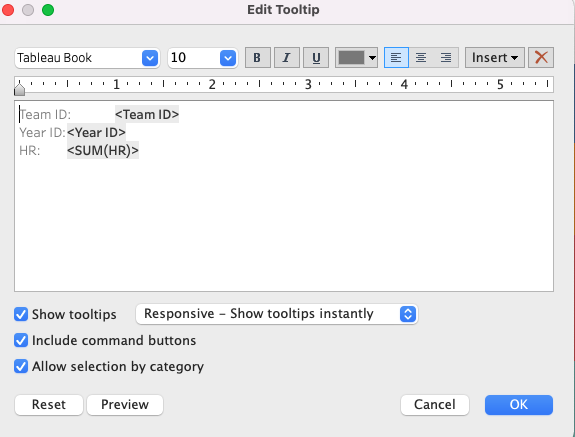 Edit Tooltip
Tableau Book 10 B I U Insert
1 2 3 4 5
Team ID: <Team ID>
Year ID: <Year ID>
HR: <SUM(HR)>
Show tooltips Responsive – Show tooltips instantly
Include command buttons
Allow selection by category
Reset Preview Cancel OK